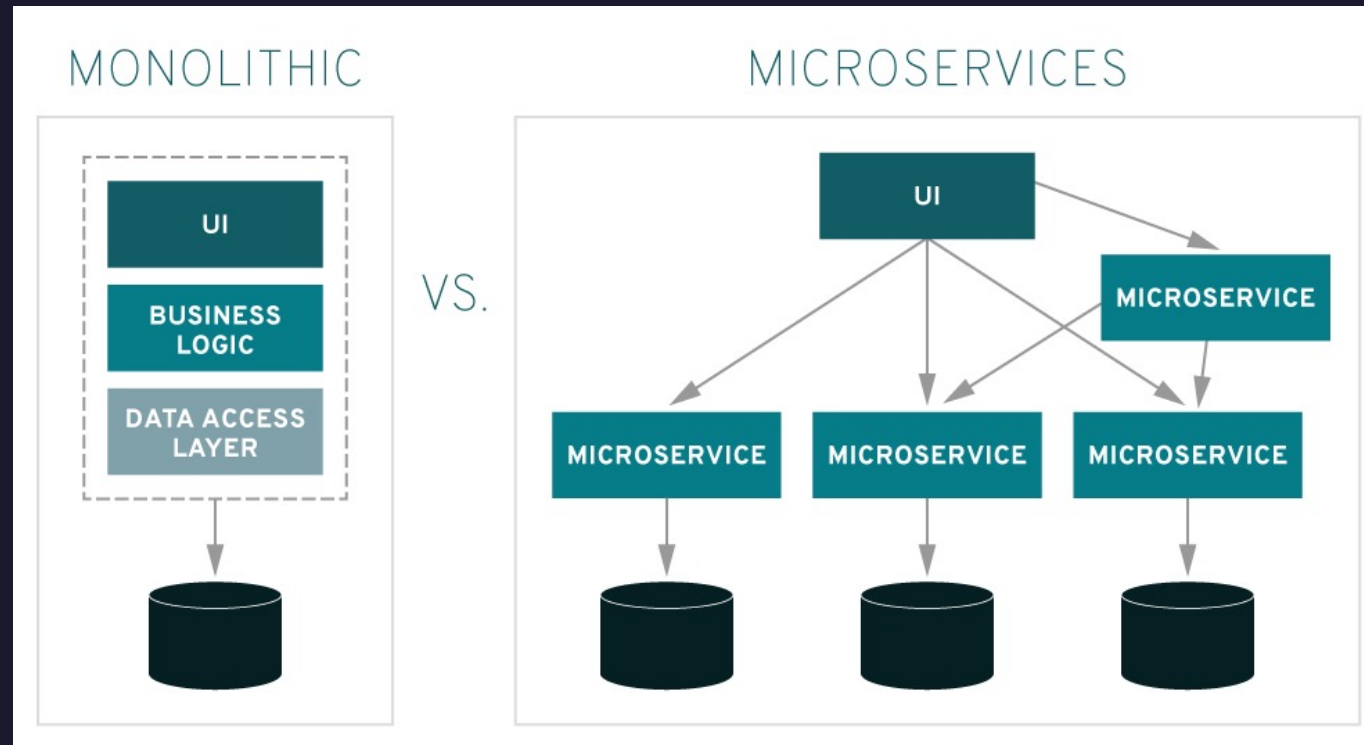 MONOLITHIC
MICROSERVICES
UI
BUSINESS
LOGIC
DATA ACCESS
LAYER
VS.
UI
MICROSERVICE
MICROSERVICE
MICROSERVICE
MICROSERVICE